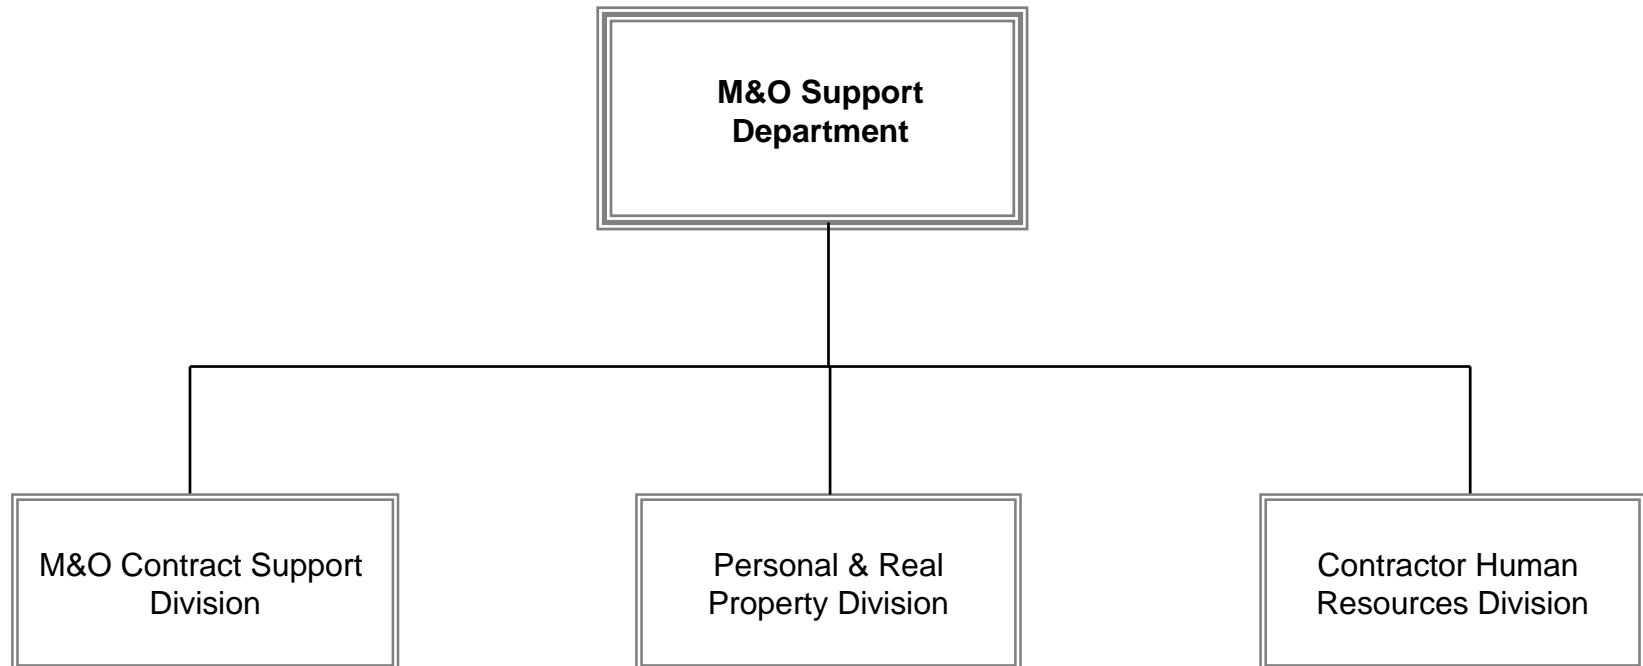 M&O Support
Department
M&O Contract Support
Division
Personal & Real
Property Division
Contractor Human
Resources Division